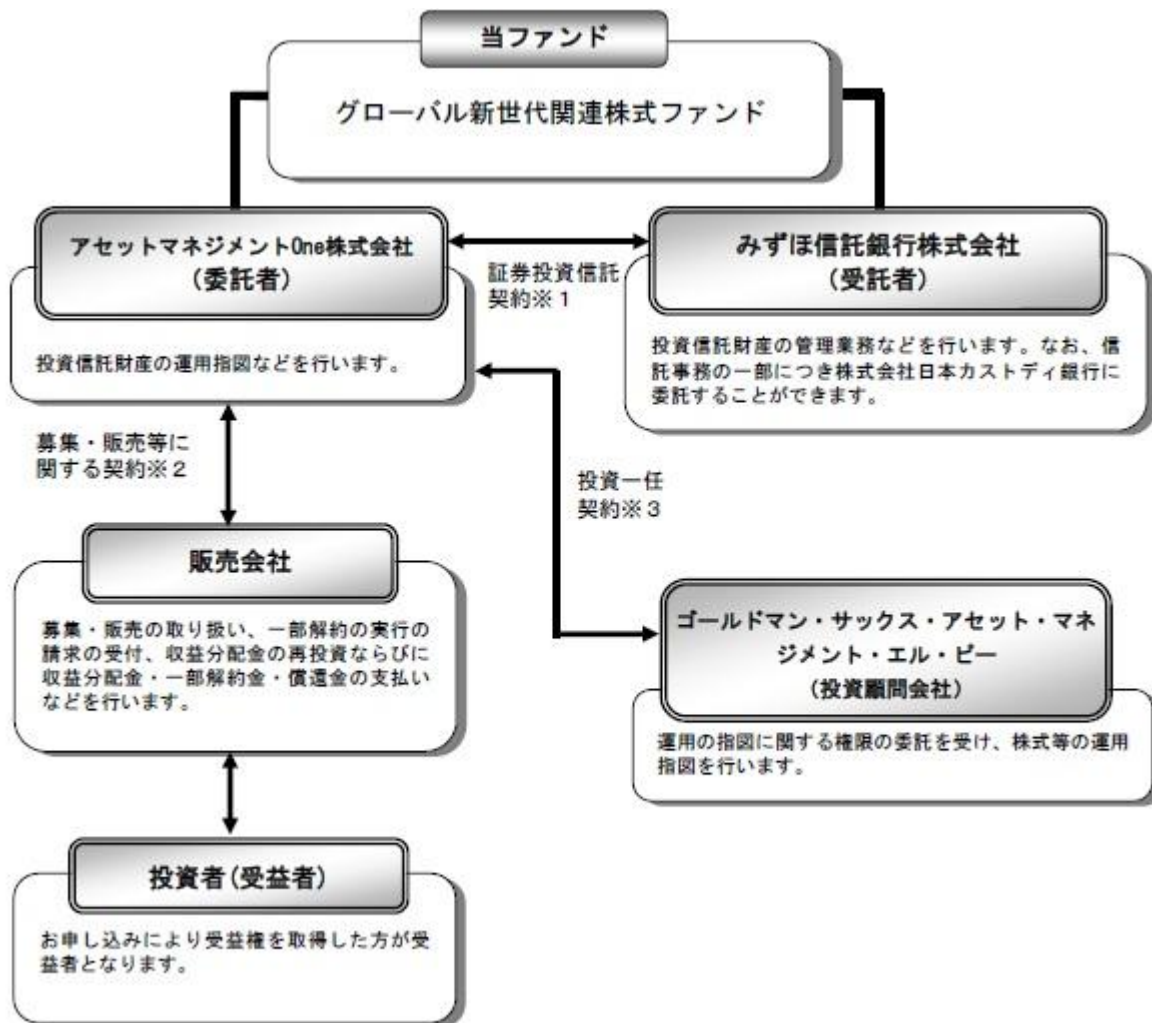 当ファンド
グローバル新世代関連株式ファンド
アセットマネジメントOne株式会社
(委託者)
投資信託財産の運用指図などを行います。
証券投資信託
契約※1
みずほ信託銀行株式会社
(受託者)
投資信託財産の管理業務などを行います。なお、信
託事務の一部につき株式会社日本カストディ銀行に
委託することができます。
募集・販売等に
関する契約※2
投資一任
契約※3
販売会社
募集・販売の取り扱い、一部解約の実行の
請求の受付、収益分配金の再投資ならびに
収益分配金・一部解約金・償還金の支払い
などを行います。
ゴールドマン・サックス・アセット・マネ
ジメント・エル・ピー
(投資顧問会社)
運用の指図に関する権限の委託を受け、株式等の運用
指図を行います。
投資者(受益者)
お申し込みにより受益権を取得した方が受
益者となります。